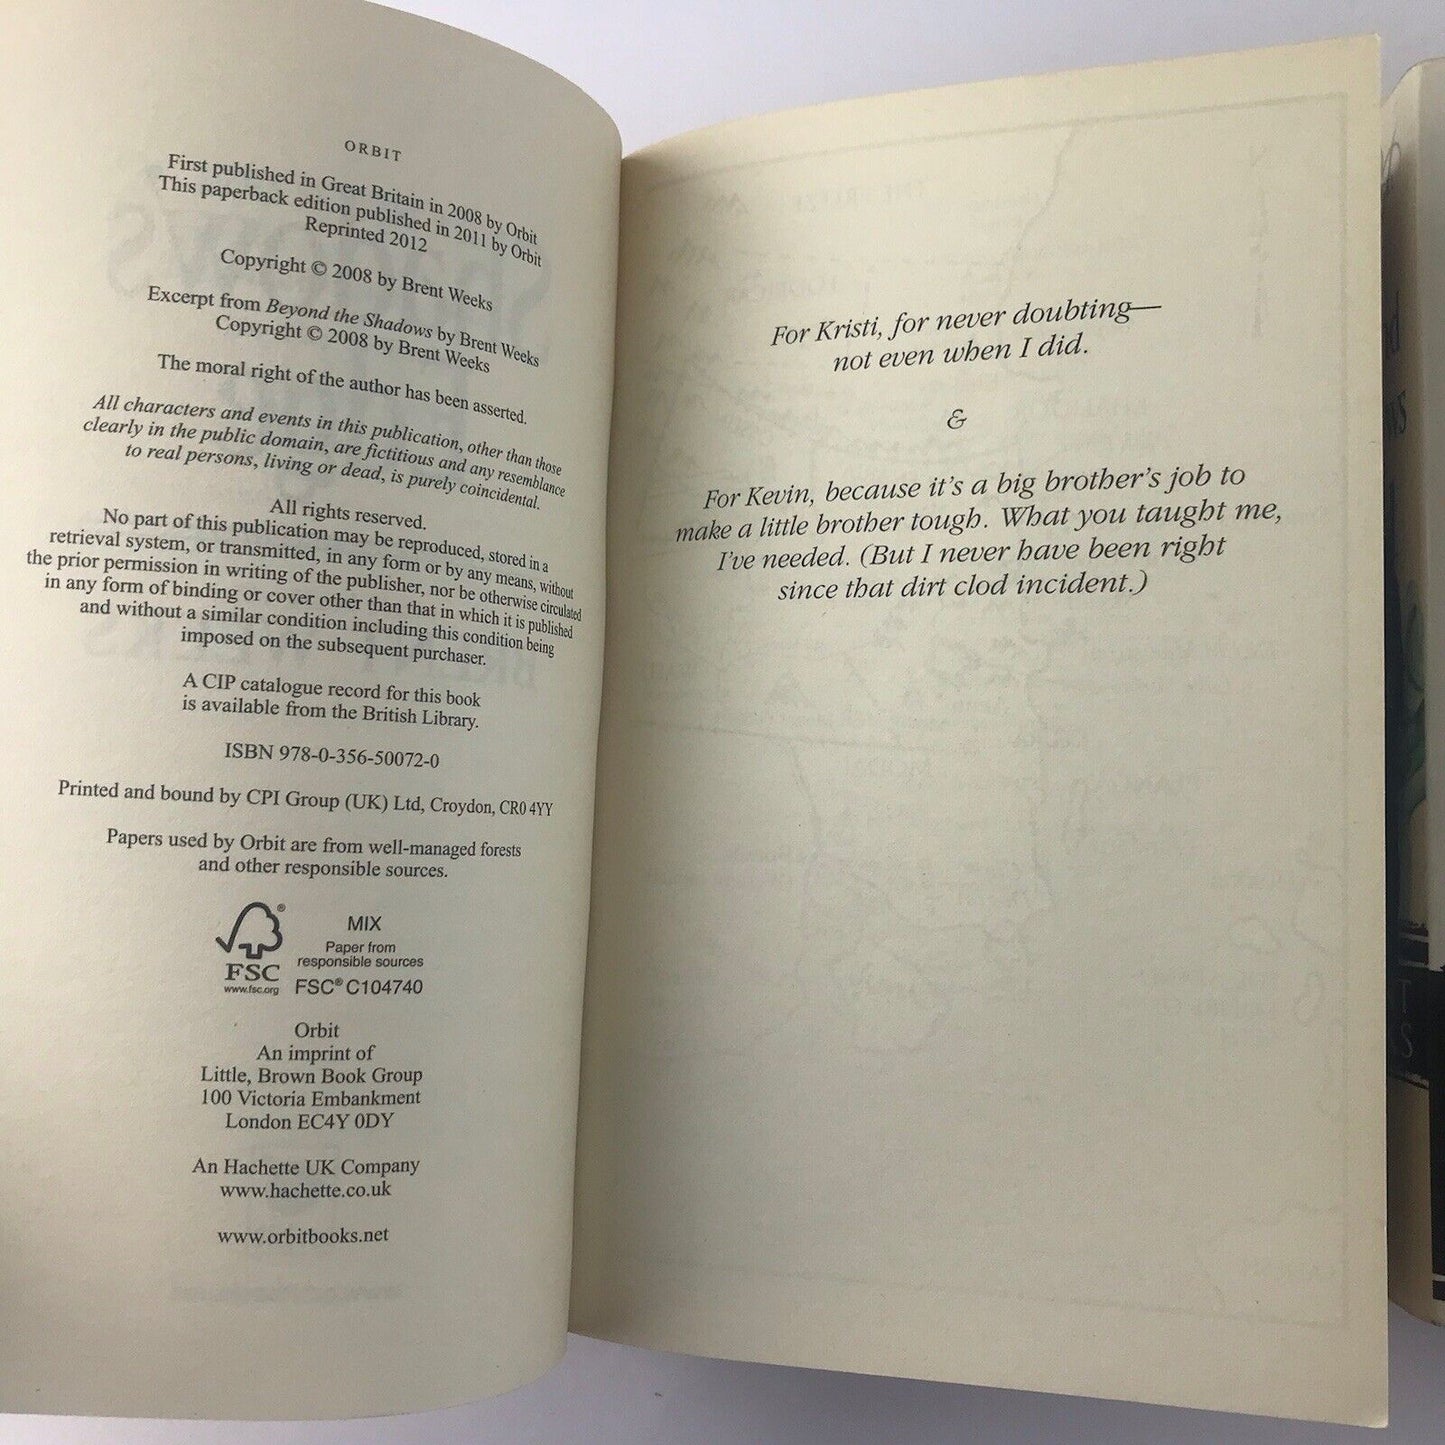 ORBIT
First published in Great Britain in 2008 by Orbit
This paperback edition published in 2011 by Orbit
Reprinted 2012
Copyright © 2008 by Brent Weeks
Excerpt from Beyond the Shadows by Brent Weeks
Copyright © 2008 by Brent Weeks
The moral right of the author has been asserted.
All characters and events in this publication, other than those
clearly in the public domain, are fictitious and any resemblance
to real persons, living or dead, is purely coincidental.
All rights reserved.
No part of this publication may be reproduced, stored in a
retrieval system, or transmitted, in any form or by any means, without
the prior permission in writing of the publisher, nor be otherwise circulated
in any form of binding or cover other than that in which it is published
and without a similar condition including this condition being
imposed on the subsequent purchaser.
A CIP catalogue record for this book
is available from the British Library.
ISBN 978-0-356-50072-0
Printed and bound by CPI Group (UK) Ltd, Croydon, CR0 4YY
Papers used by Orbit are from well-managed forests
and other responsible sources.
®
FSC
www.fsc.org
MIX
Paper from
responsible sources
FSC® C104740
Orbit
An imprint of
Little, Brown Book Group
100 Victoria Embankment
London EC4Y 0DY
An Hachette UK Company
www.hachette.co.uk
www.orbitbooks.net
For Kristi, for never doubting—
not even when I did.
&
For Kevin, because it's a big brother's job to
make a little brother tough. What you taught me,
I've needed. (But I never have been right
since that dirt clod incident.)